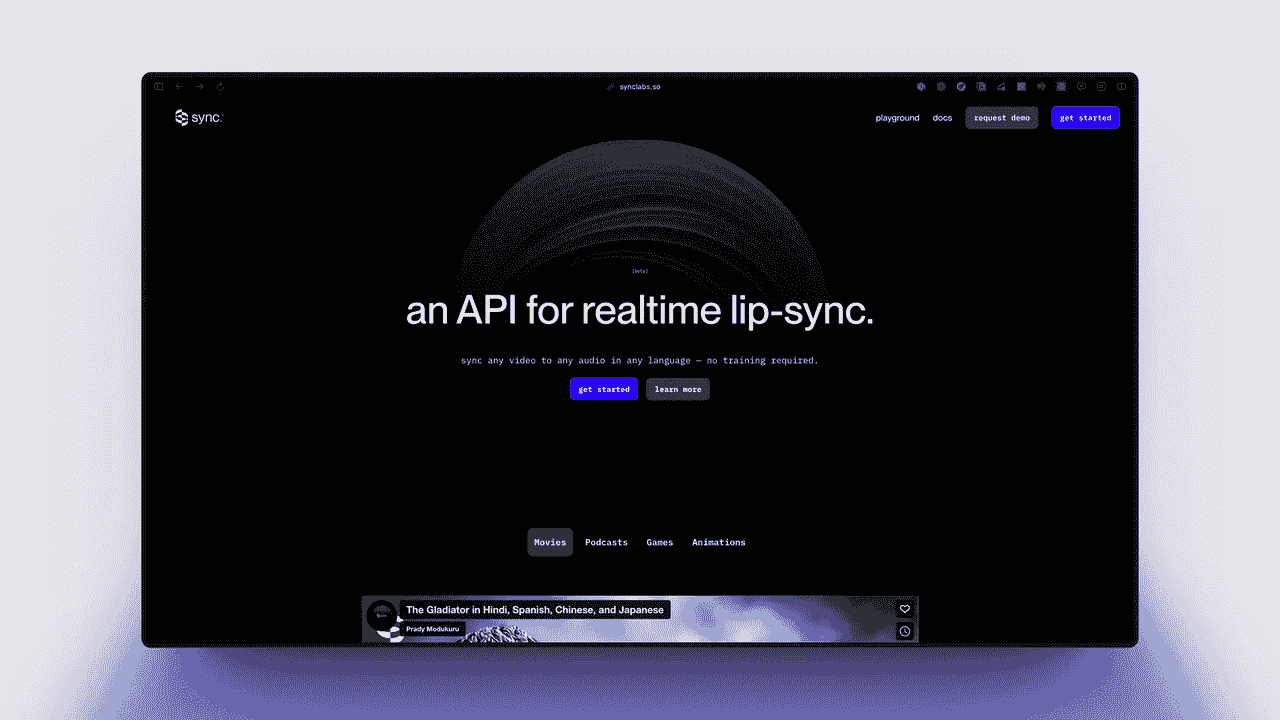 synclabs.so
sync.
playground docs request demo get started
[beta]
an API for realtime lip-sync.
sync any video to any audio in any language — no training required.
get started learn more
Movies Podcasts Games Animations
The Gladiator in Hindi, Spanish, Chinese, and Japanese
Prady Modukuru